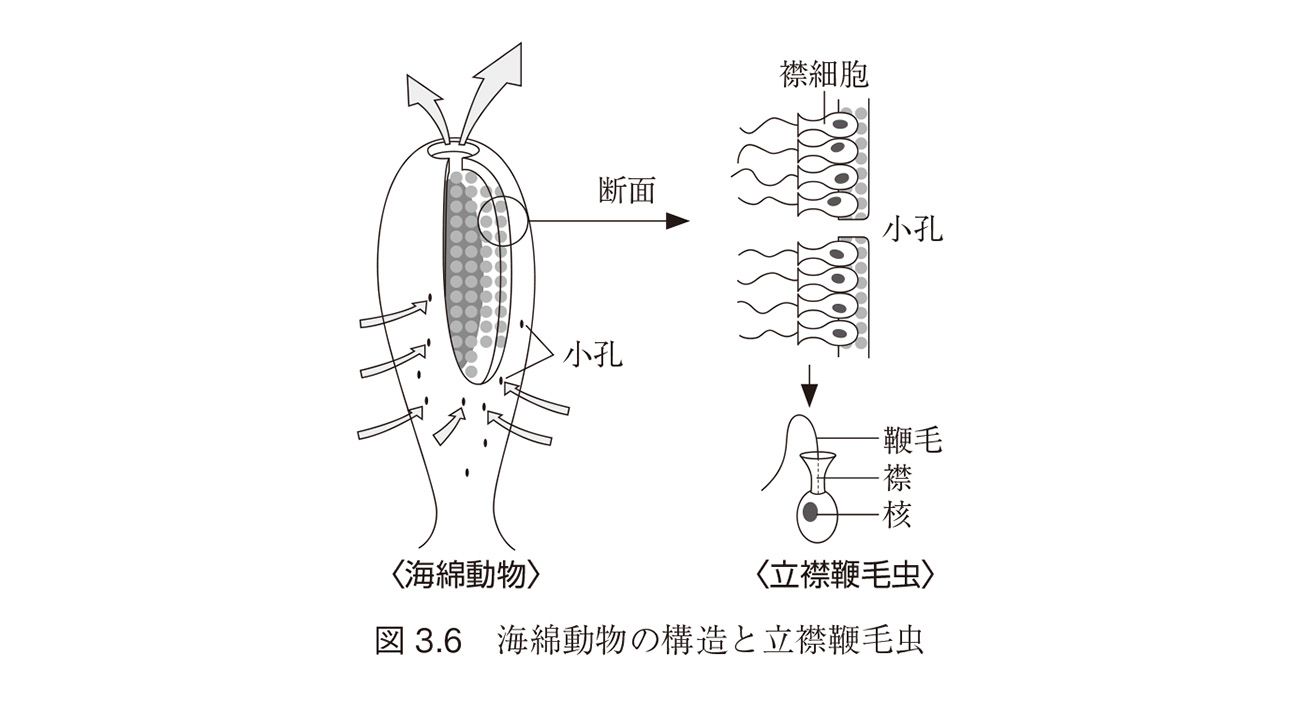 襟細胞
断面
小孔
小孔
鞭毛
襟
核
〈海綿動物〉
〈立襟鞭毛虫〉
図 3.6 海綿動物の構造と立襟鞭毛虫